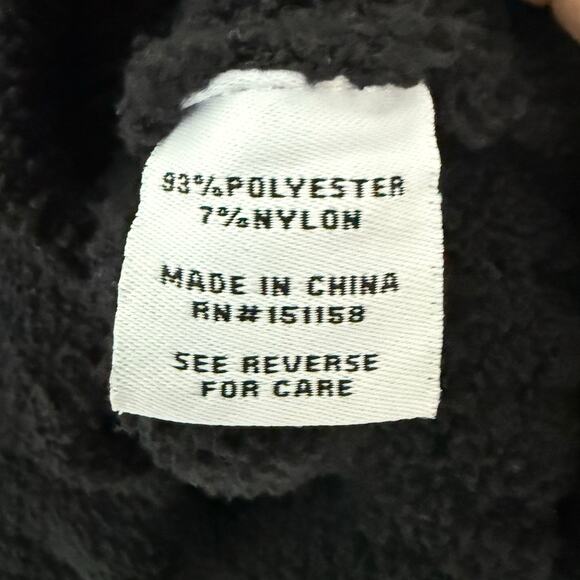 93%POLYESTER
7%NYLON
MADE IN CHINA
RN#151158
SEE REVERSE
FOR CARE